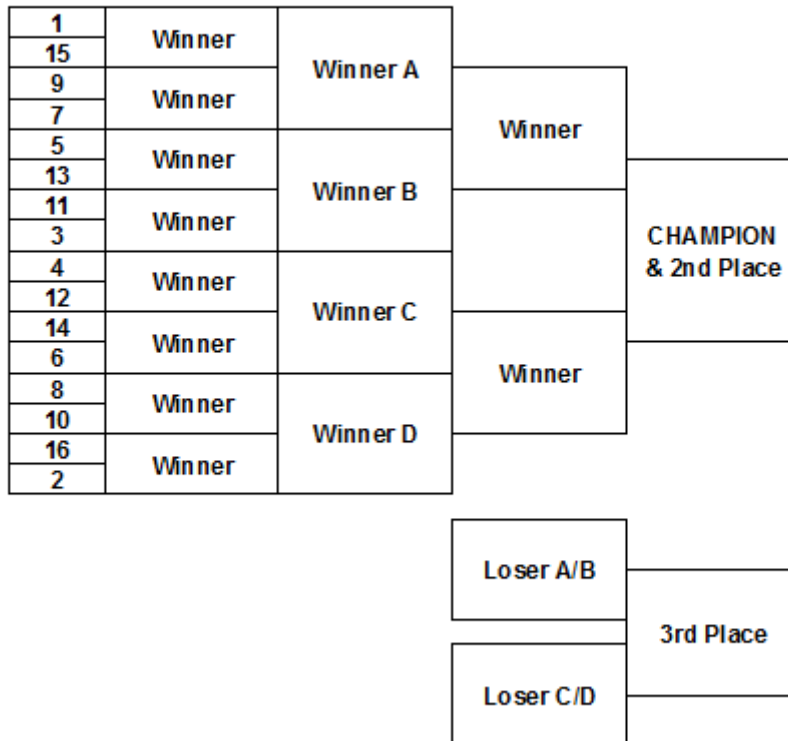 1
15
Winner
9
7
Winner
Winner A
5
13
Winner
11
3
Winner
Winner B
Winner
4
12
Winner
14
6
Winner
Winner C
8
10
Winner
16
2
Winner
Winner D
Winner
CHAMPION
& 2nd Place
Loser A/B
Loser C/D
3rd Place